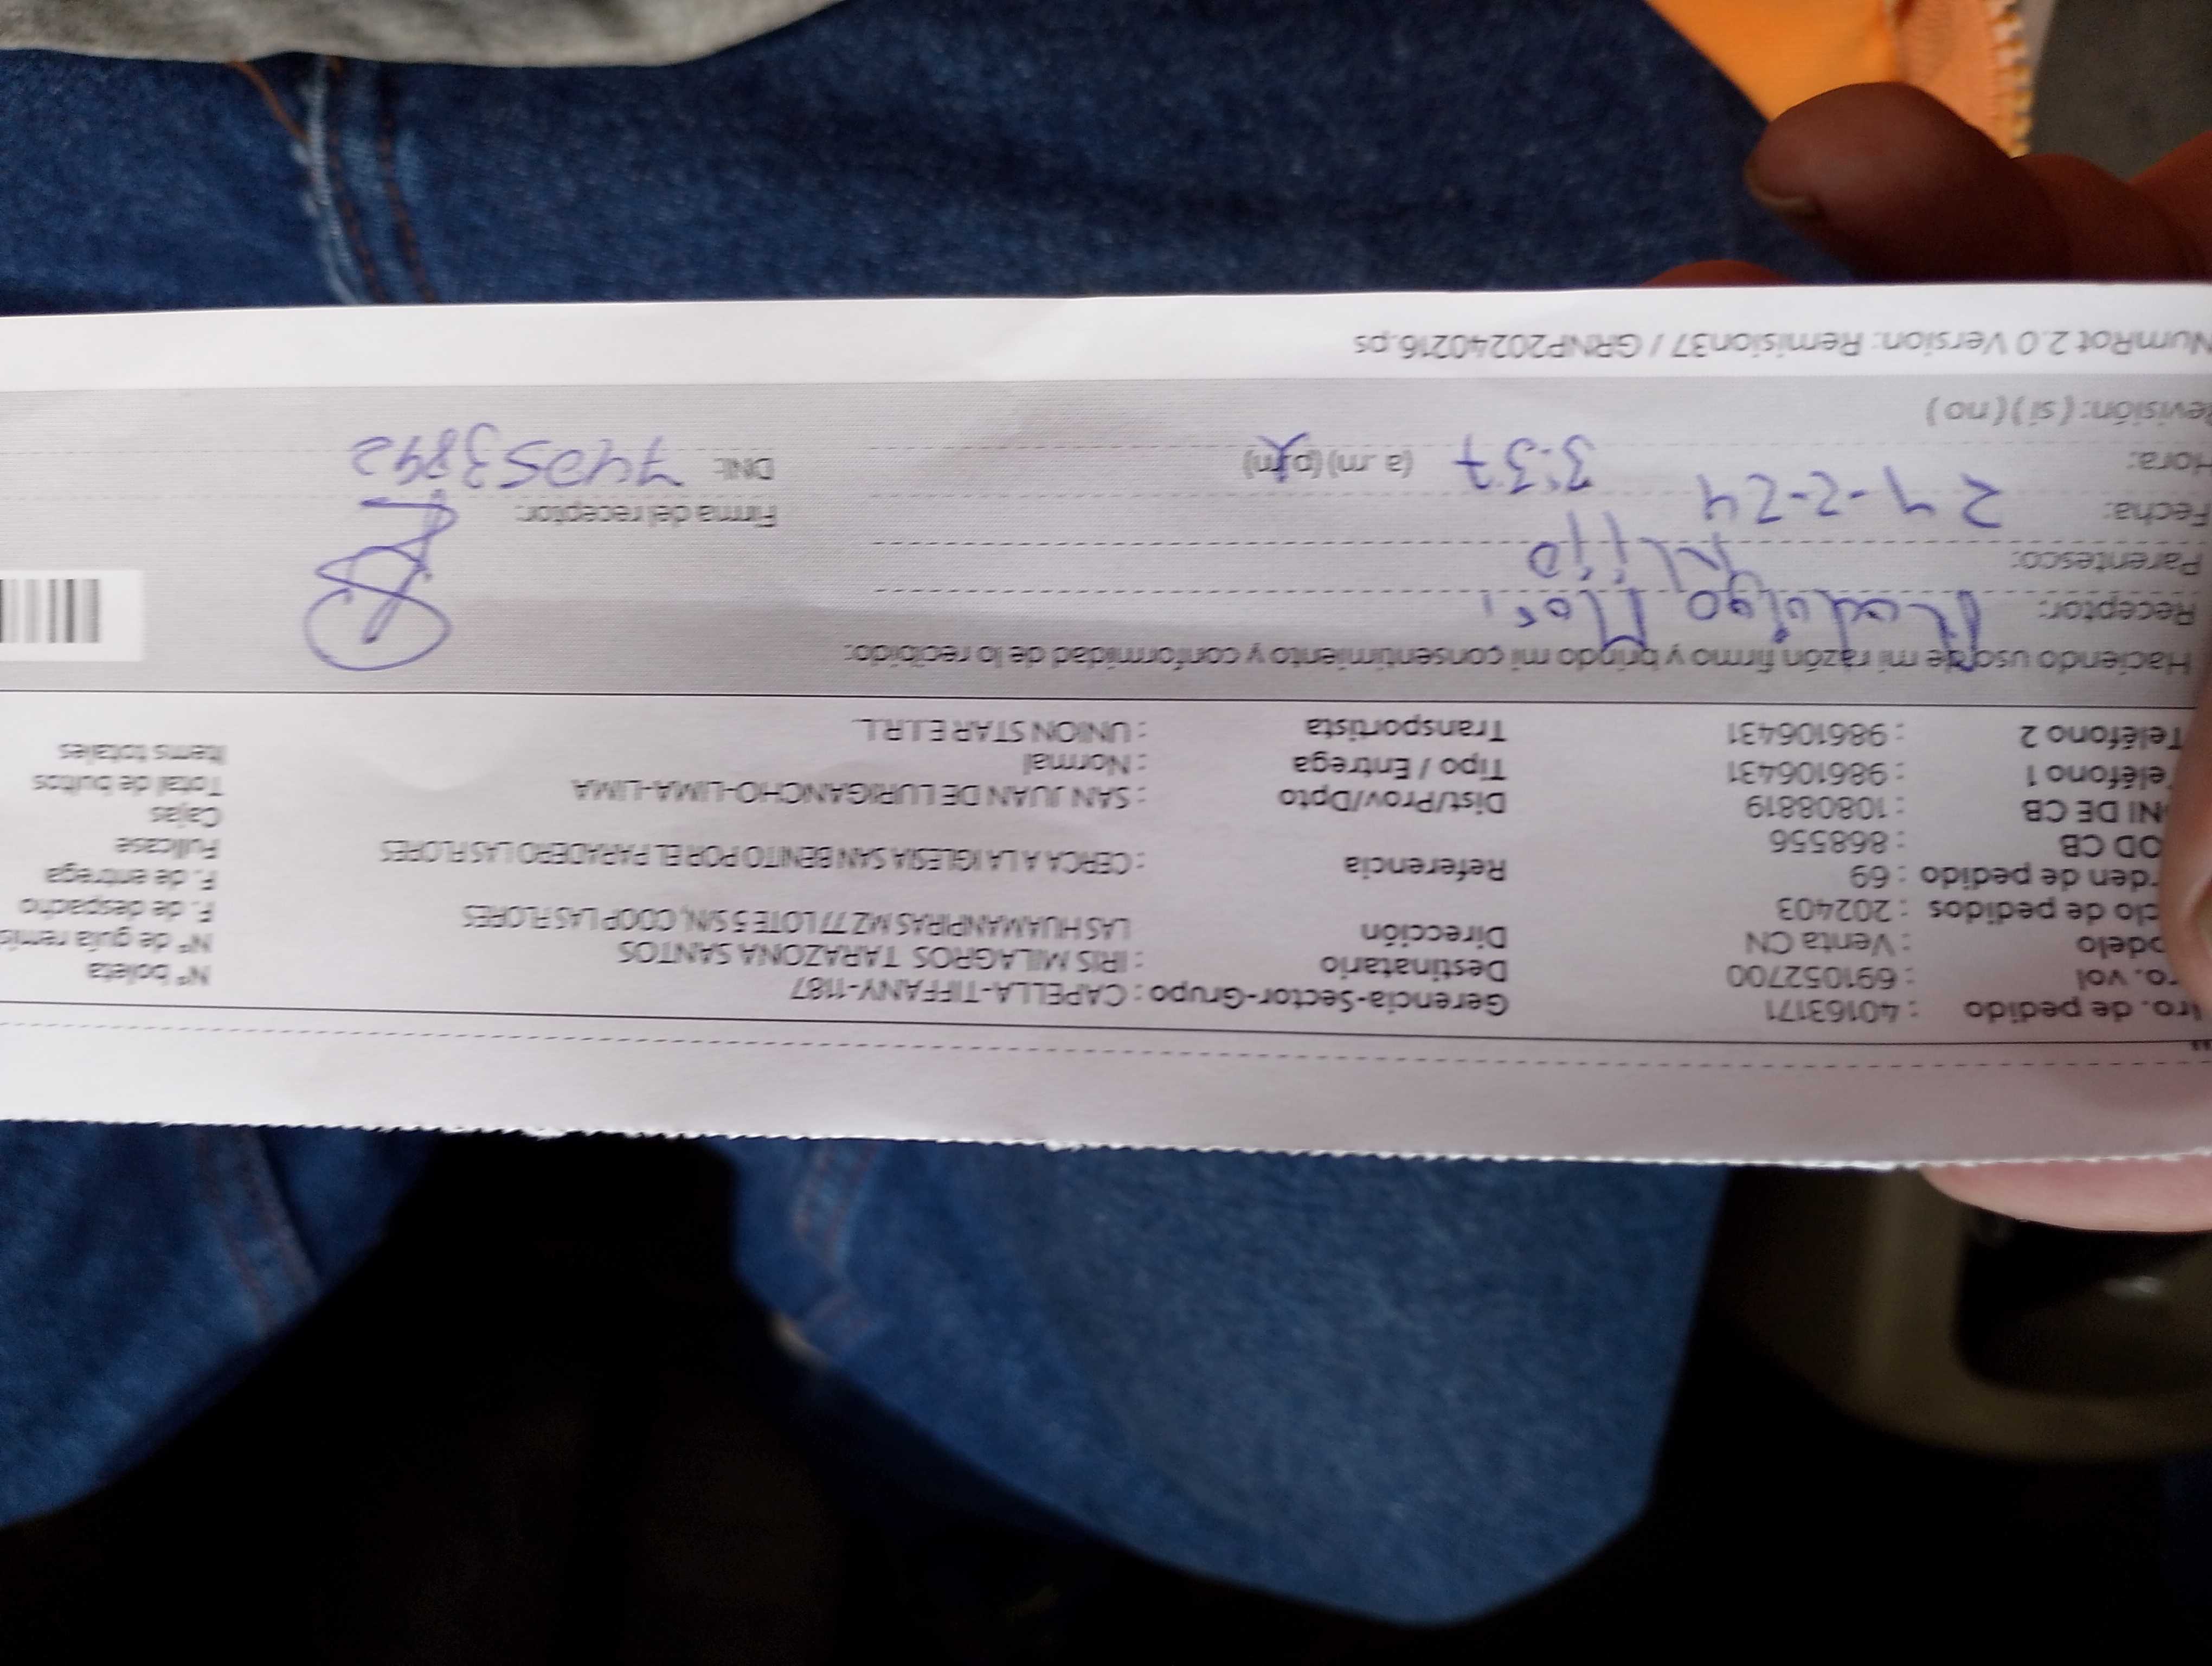 Nro. de pedido : 40163171 Gerencia-Sector-Grupo : CAPELLA-TIFFANY-1187 Nº boleta
ro. vol : 691052700 Destinatario : IRIS MILAGROS TARAZONA SANTOS Nº de guía remis
odelo : Venta CN Dirección LAS HUAMANPIRAS MZ 77 LOTE 5 S/N, COOP LAS FLORES F. de despacho
clo de pedidos : 202403 F. de entrega
rden de pedido : 69 Referencia : CERCA A LA IGLESIA SAN BENITO POR EL PARADERO LAS FLORES Fullcase
OD CB : 868556 Cajas
NI DE CB : 10808819 Dist/Prov/Dpto : SAN JUAN DE LURIGANCHO-LIMA-LIMA Total de bultos
Teléfono 1 : 986106431 Tipo / Entrega : Normal Items totales
Teléfono 2 : 986106431 Transportista : UNION STAR E.I.R.L.
Haciendo uso de mi razón firmo y brindo mi consentimiento y conformidad de lo recibido:
Receptor:
Parentesco: Hijo
Fecha: 24-2-24 Firma del receptor:
Hora: 3:37 (a .m) (p.m) DNI: 74053892
Revisión: ( si ) ( no )
NumRot 2.0 Version: Remision37 / GRNP20240216.ps